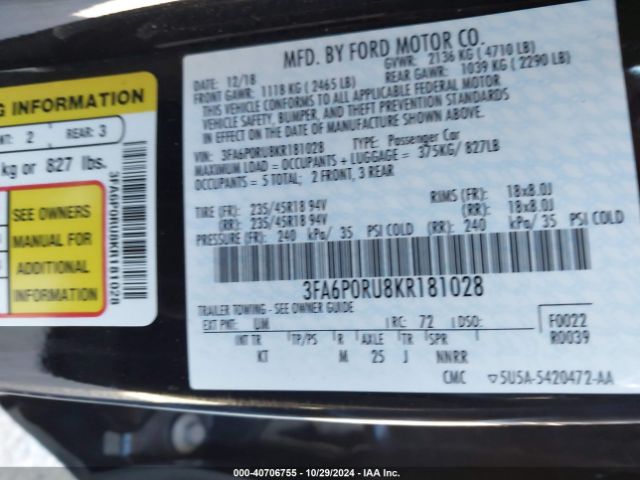 G INFORMATION
NT: 2 REAR: 3
kg or 827 lbs.
SEE OWNERS
MANUAL FOR
ADDITIONAL
INFORMATION
3FA6P0RU8KR181028
MFD. BY FORD MOTOR CO.
DATE: 12/18 GVWR: 2136 KG ( 4710 LB)
FRONT GAWR: 1118 KG ( 2465 LB) REAR GAWR: 1039 KG ( 2290 LB)
THIS VEHICLE CONFORMS TO ALL APPLICABLE FEDERAL MOTOR
VEHICLE SAFETY, BUMPER, AND THEFT PREVENTION STANDARDS
IN EFFECT ON THE DATE OF MANUFACTURE SHOWN ABOVE.
VIN: 3FA6P0RU8KR181028 TYPE: Passenger Car
MAXIMUM LOAD = OCCUPANTS + LUGGAGE = 375KG/ 827LB
OCCUPANTS = 5 TOTAL; 2 FRONT, 3 REAR
TIRE (FR): 235/45R18 94V RIMS (FR): 18x8.0J
(RR): 235/45R18 94V (RR): 18x8.0J
PRESSURE (FR): 240 kPa/ 35 PSI COLD (RR): 240 kPa/ 35 PSI COLD
3FA6P0RU8KR181028
TRAILER TOWING - SEE OWNER GUIDE
EXT PNT: UM RC: 72 DSO: F0022
R0039
INT TR TP/PS R AXLE TR SPR
KT M 25 J NNRR
CMC ▽5U5A-5420472-AA
000-40706755 - 10/29/2024 - IAA Inc.